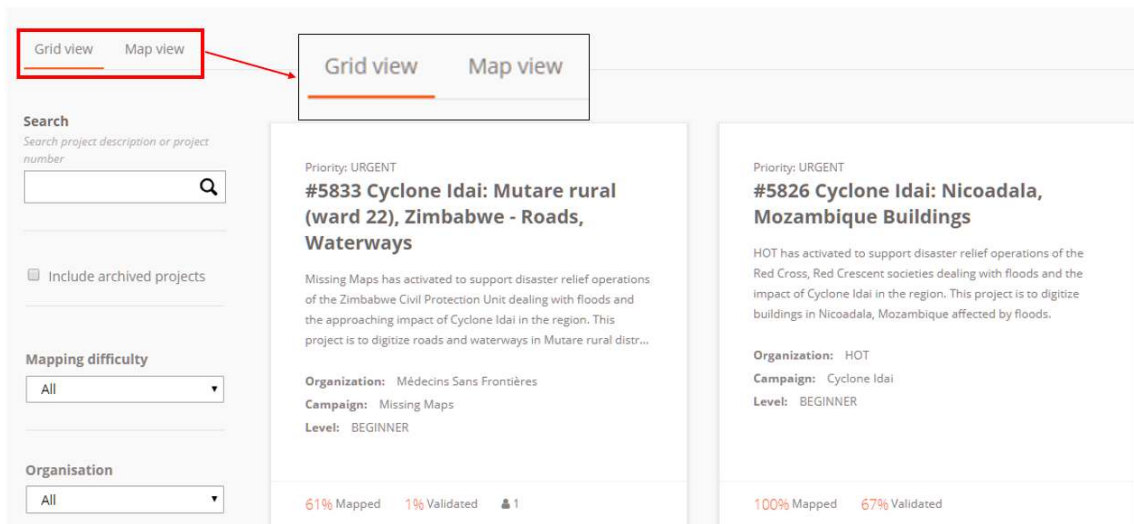 Grid view Map view
Grid view Map view
Search
Search project description or project
number
Include archived projects
Mapping difficulty
All
Organisation
All
Priority: URGENT
#5833 Cyclone Idai: Mutare rural
(ward 22), Zimbabwe - Roads,
Waterways
Missing Maps has activated to support disaster relief operations
of the Zimbabwe Civil Protection Unit dealing with floods and
the approaching impact of Cyclone Idai in the region. This
project is to digitize roads and waterways in Mutare rural distr...
Organization: Médecins Sans Frontières
Campaign: Missing Maps
Level: BEGINNER
61% Mapped 1% Validated 1
Priority: URGENT
#5826 Cyclone Idai: Nicoadala,
Mozambique Buildings
HOT has activated to support disaster relief operations of the
Red Cross, Red Crescent societies dealing with floods and the
impact of Cyclone Idai in the region. This project is to digitize
buildings in Nicoadala, Mozambique affected by floods.
Organization: HOT
Campaign: Cyclone Idai
Level: BEGINNER
100% Mapped 67% Validated